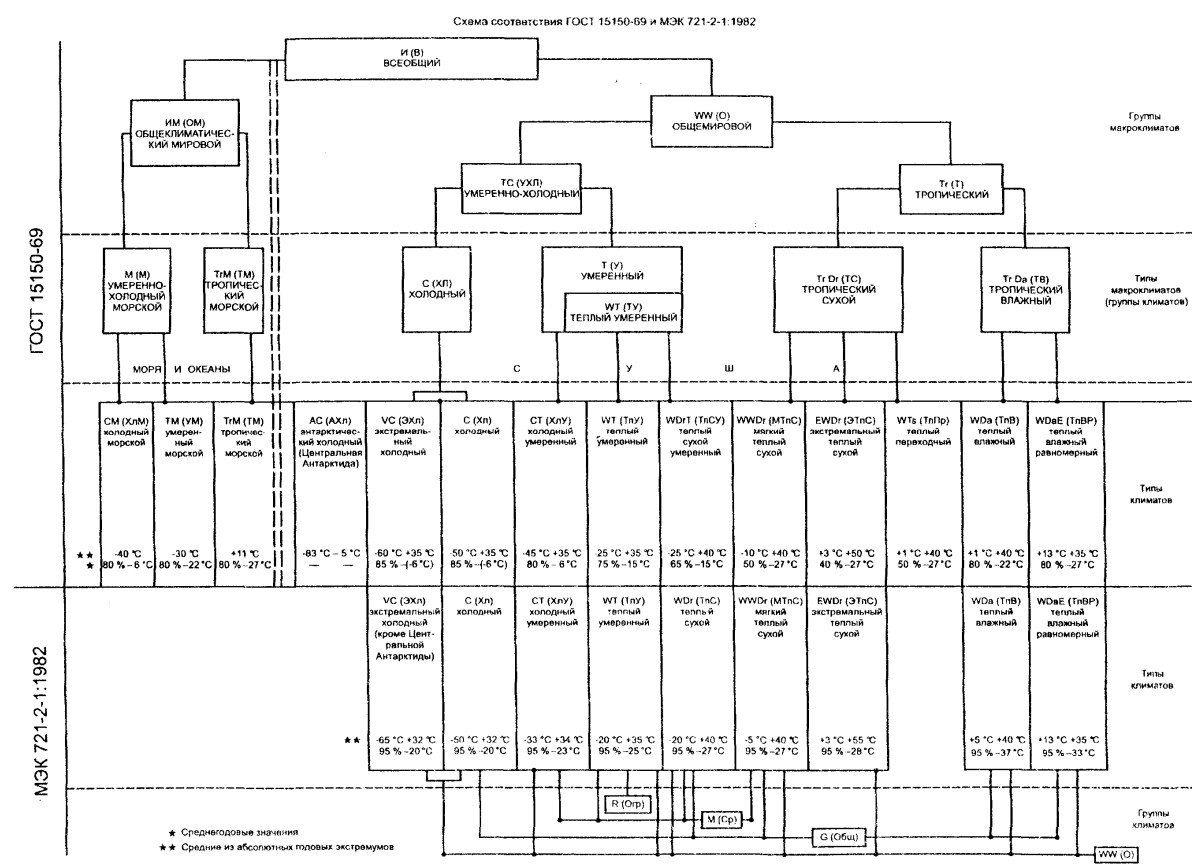 Схема соответствия ГОСТ 15150-69 и МЭК 721-2-1:1982
И (В)
ВСЕОБЩИЙ
ИМ (ОМ)
ОБЩЕКЛИМАТИЧЕС-
КИЙ МИРОВОЙ
WW (О)
ОБЩЕМИРОВОЙ
Группы
макроклиматов
ТС (УХЛ)
УМЕРЕННО-ХОЛОДНЫЙ
Tr (Т)
ТРОПИЧЕСКИЙ
ГОСТ 15150-69
М (М)
УМЕРЕННО-
ХОЛОДНЫЙ
МОРСКОЙ
TrM (ТМ)
ТРОПИЧЕС-
КИЙ
МОРСКОЙ
С (ХЛ)
ХОЛОДНЫЙ
Т (У)
УМЕРЕННЫЙ
WT (ТУ)
ТЕПЛЫЙ УМЕРЕННЫЙ
Tr Dr (ТС)
ТРОПИЧЕСКИЙ
СУХОЙ
Tr Da (ТВ)
ТРОПИЧЕСКИЙ
ВЛАЖНЫЙ
Типы
макроклиматов
(группы климатов)
МОРЯ И ОКЕАНЫ
С У Ш А
СМ (ХлМ)
холодный
морской
-40 °С
80 % – 6 °С
ТМ (УМ)
умерен-
ный
морской
-30 °С
80 % –22 °С
TrM (ТМ)
тропичес-
кий
морской
+11 °С
80 % –27 °С
АС (АХл)
антарктичес-
кий холодный
(Центральная
Антарктида)
-83 °С – 5 °С
— —
VC (ЭХл)
экстремаль-
ный
холодный
-60 °С +35 °С
85 % –(-6 °С)
С (Хл)
холодный
-50 °С +35 °С
85 % –(-6 °С)
СТ (ХлУ)
холодный
умеренный
-45 °С +35 °С
80 % – 6 °С
WT (ТпУ)
теплый
умеренный
-25 °С +35 °С
75 % –15 °С
WDrT (ТпСУ)
теплый
сухой
умеренный
-25 °С +40 °С
65 % –15 °С
WWDr (МТпС)
мягкий
теплый
сухой
-10 °С +40 °С
50 % –27 °С
EWDr (ЭТпС)
экстремальный
теплый
сухой
+3 °С +50 °С
40 % –27 °С
WTs (ТпПр)
теплый
переходный
+1 °С +40 °С
50 % –27 °С
WDa (ТпВ)
теплый
влажный
+1 °С +40 °С
80 % –22 °С
WDaE (ТпВР)
теплый
влажный
равномерный
+13 °С +35 °С
80 % –27 °С
Типы
климатов
★★
★
МЭК 721-2-1:1982
VC (ЭХл)
экстремальный
холодный
(кроме Цент-
ральной
Антарктиды)
-65 °С +32 °С
95 % –20 °С
С (Хл)
холодный
-50 °С +32 °С
95 % –20 °С
СТ (ХлУ)
холодный
умеренный
-33 °С +34 °С
95 % –23 °С
WT (ТпУ)
теплый
умеренный
-20 °С +35 °С
95 % –25 °С
WDr (ТпС)
теплый
сухой
-20 °С +40 °С
95 % –27 °С
WWDr (МТпС)
мягкий
теплый
сухой
-5 °С +40 °С
95 % –27 °С
EWDr (ЭТпС)
экстремальный
теплый
сухой
+3 °С +55 °С
95 % –28 °С
WDa (ТпВ)
теплый
влажный
+5 °С +40 °С
95 % –37 °С
WDaE (ТпВР)
теплый
влажный
равномерный
+13 °С +35 °С
95 % –33 °С
Типы
климатов
★★
R (Огр)
М (Ср)
G (Общ)
WW (О)
Группы
климатов
★ Среднегодовые значения
★★ Средние из абсолютных годовых экстремумов